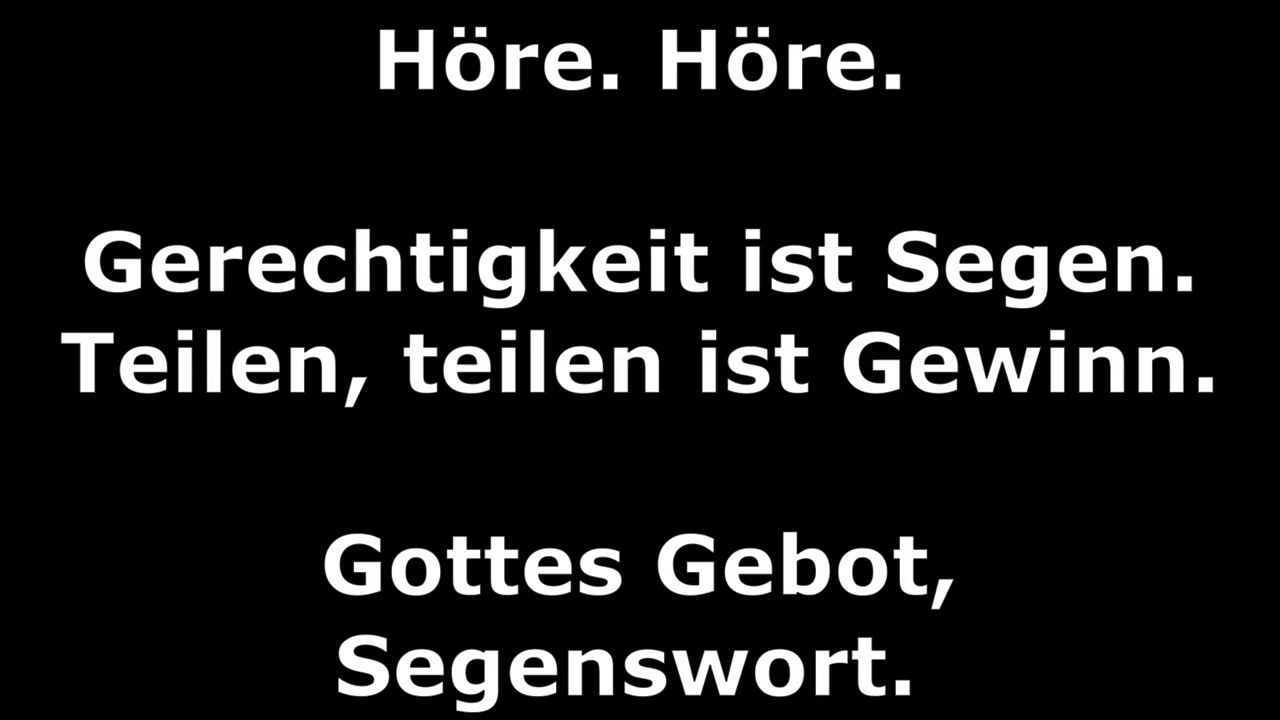 Höre. Höre.
Gerechtigkeit ist Segen.
Teilen, teilen ist Gewinn.
Gottes Gebot,
Segenswort.